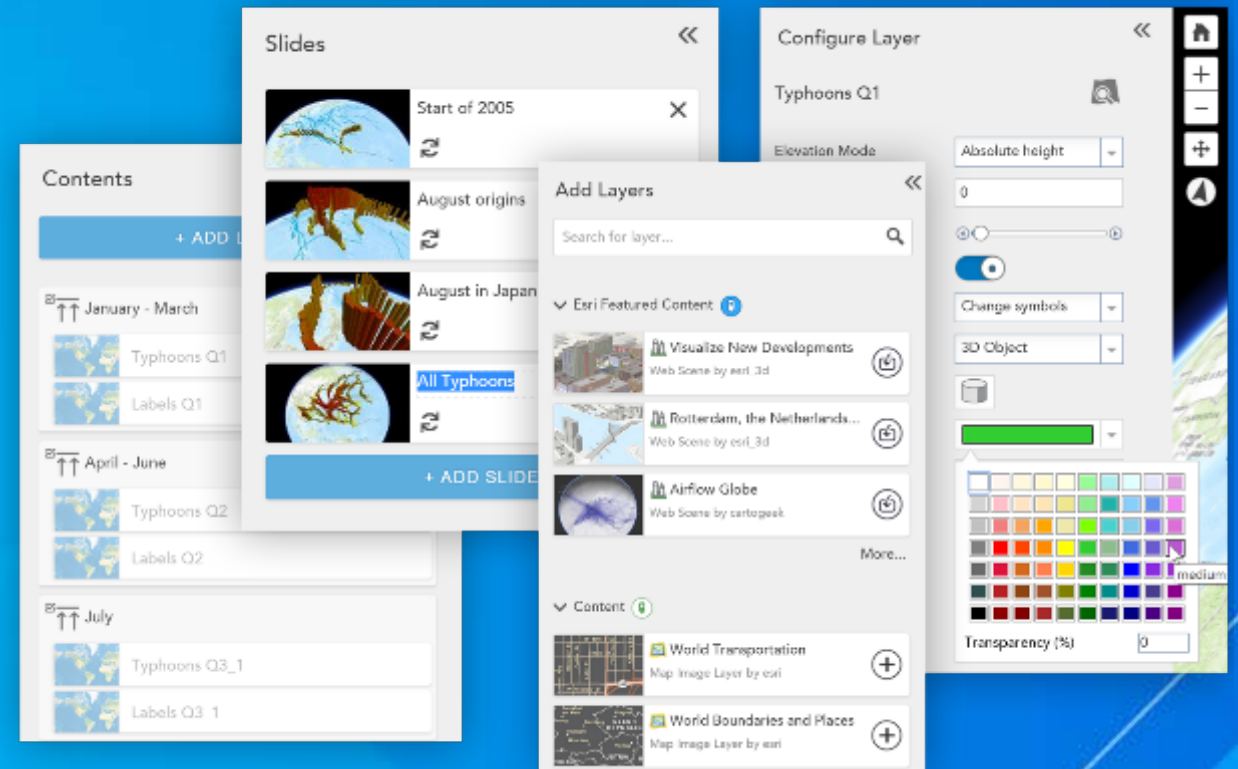 Contents
+ ADD L
January - March
Typhoons Q1
Labels Q1
April - June
Typhoons Q2
Labels Q2
July
Typhoons Q3_1
Labels Q3_1
Slides
Start of 2005
August origins
August in Japan
All Typhoons
+ ADD SLIDE
Add Layers
Search for layer...
Esri Featured Content
Visualize New Developments
Web Scene by esri_3d
Rotterdam, the Netherlands...
Web Scene by esri_3d
Airflow Globe
Web Scene by cartogeek
More...
Content
World Transportation
Map Image Layer by esri
World Boundaries and Places
Map Image Layer by esri
Configure Layer
Typhoons Q1
Elevation Mode
Absolute height
0
Change symbols
3D Object
medium
Transparency (%)
0